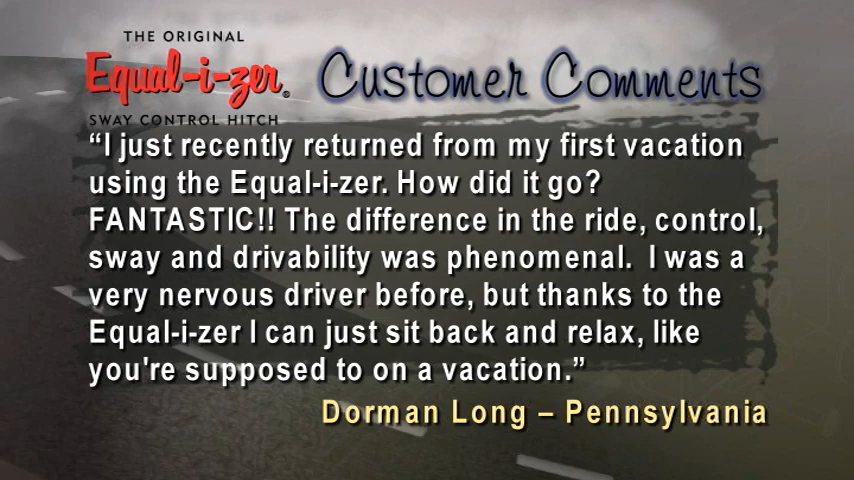 THE ORIGINAL
Equal-i-zer®
SWAY CONTROL HITCH
Customer Comments
“I just recently returned from my first vacation
using the Equal-i-zer. How did it go?
FANTASTIC!! The difference in the ride, control,
sway and drivability was phenomenal.  I was a
very nervous driver before, but thanks to the
Equal-i-zer I can just sit back and relax, like
you're supposed to on a vacation.”
Dorman Long – Pennsylvania